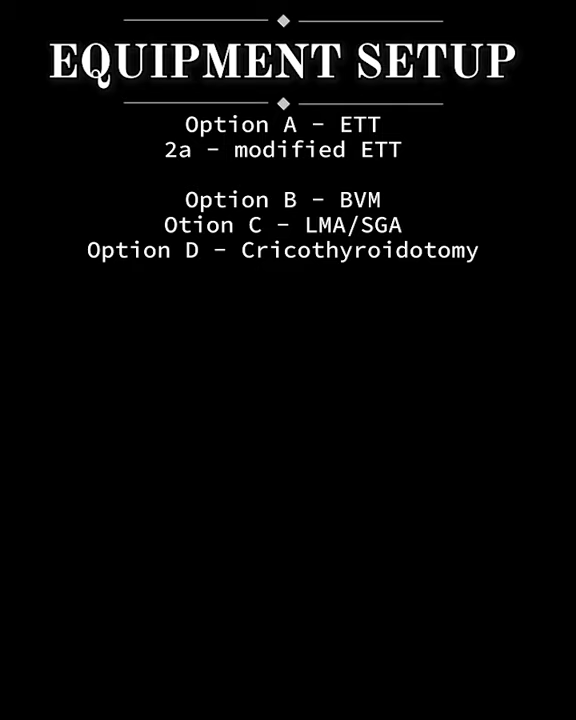 EQUIPMENT SETUP
Option A - ETT
2a - modified ETT
Option B - BVM
Otion C - LMA/SGA
Option D - Cricothyroidotomy